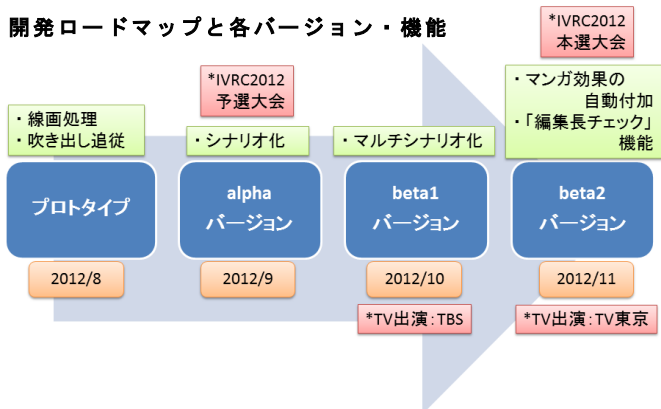 開発ロードマップと各バージョン・機能
*IVRC2012
予選大会
*IVRC2012
本選大会
・線画処理
・吹き出し追従
・シナリオ化
・マルチシナリオ化
・マンガ効果の
自動付加
・「編集長チェック」
機能
プロトタイプ
alpha
バージョン
beta1
バージョン
beta2
バージョン
2012/8
2012/9
2012/10
2012/11
*TV出演：TBS
*TV出演：TV東京